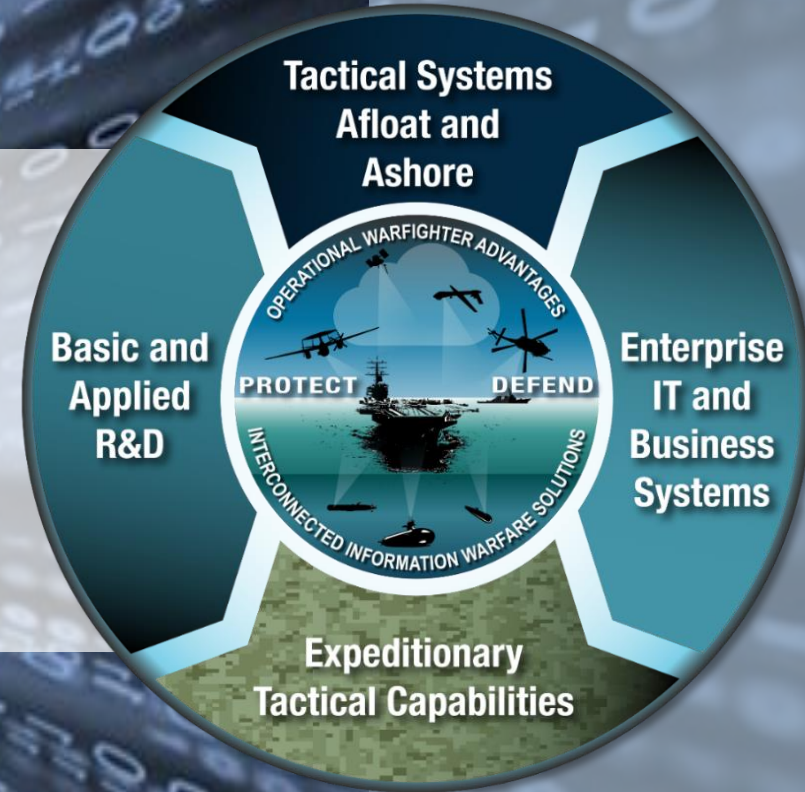 Tactical Systems
Afloat and
Ashore
OPERATIONAL WARFIGHTER ADVANTAGES
Basic and
Applied
R&D
PROTECT
DEFEND
Enterprise
IT and
Business
Systems
INTERCONNECTED INFORMATION WARFARE SOLUTIONS
Expeditionary
Tactical Capabilities